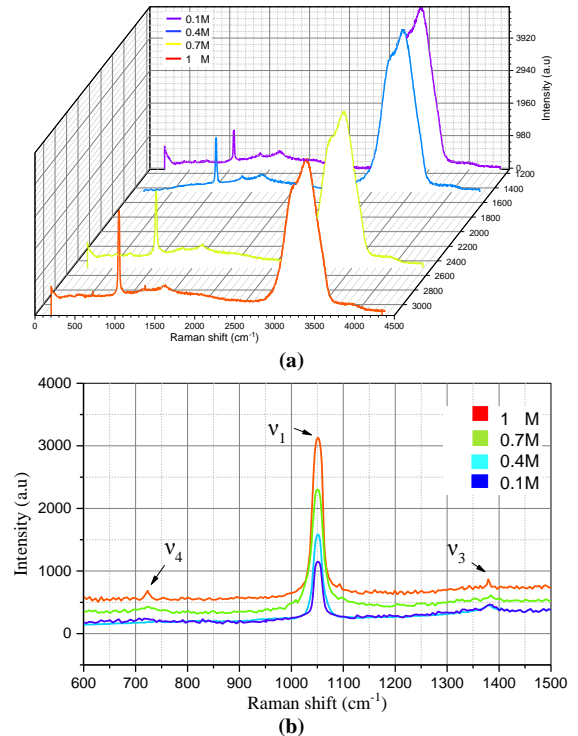 0.1M
0.4M
0.7M
1 M
3920
2940
1960
980
0
Intensity (a.u)
1200
1400
1600
1800
2000
2200
2400
2600
2800
3000
0 500 1000 1500 2000 2500 3000 3500 4000 4500
Raman shift (cm-1)
(a)
4000
3000
2000
1000
0
Intensity (a.u)
ν1
ν4
ν3
1 M
0.7M
0.4M
0.1M
600 700 800 900 1000 1100 1200 1300 1400 1500
Raman shift (cm-1)
(b)